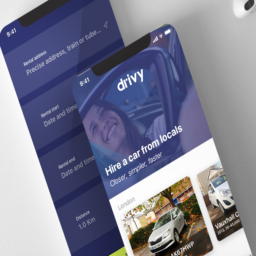 9:41
Rental address
Precise address, train or tube...
Rental start
Date and time
Rental end
Date and time
Distance
1.0 Km
9:41
drivy
Hire a car from locals
Closer, simpler, faster
London
Vauxhall C